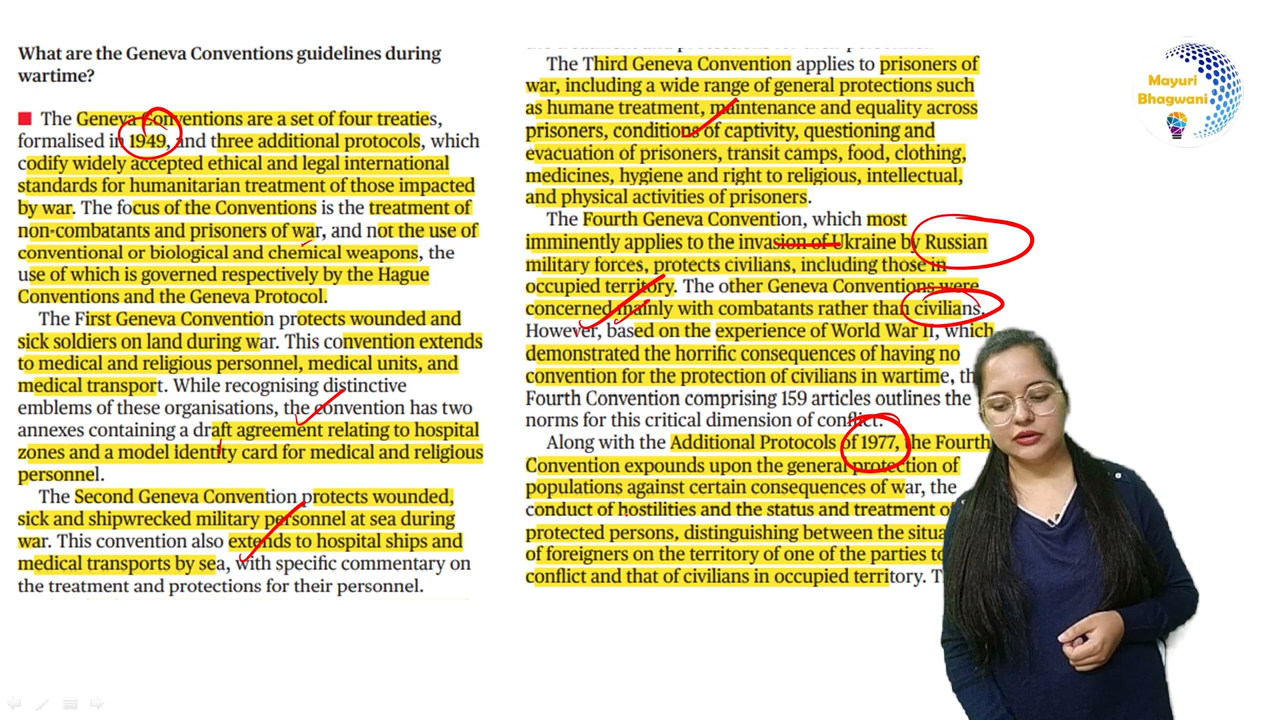 What are the Geneva Conventions guidelines during
wartime?
The Geneva Conventions are a set of four treaties,
formalised in 1949, and three additional protocols, which
codify widely accepted ethical and legal international
standards for humanitarian treatment of those impacted
by war. The focus of the Conventions is the treatment of
non-combatants and prisoners of war, and not the use of
conventional or biological and chemical weapons, the
use of which is governed respectively by the Hague
Conventions and the Geneva Protocol.
The First Geneva Convention protects wounded and
sick soldiers on land during war. This convention extends
to medical and religious personnel, medical units, and
medical transport. While recognising distinctive
emblems of these organisations, the convention has two
annexes containing a draft agreement relating to hospital
zones and a model identity card for medical and religious
personnel.
The Second Geneva Convention protects wounded,
sick and shipwrecked military personnel at sea during
war. This convention also extends to hospital ships and
medical transports by sea, with specific commentary on
the treatment and protections for their personnel.
The Third Geneva Convention applies to prisoners of
war, including a wide range of general protections such
as humane treatment, maintenance and equality across
prisoners, conditions of captivity, questioning and
evacuation of prisoners, transit camps, food, clothing,
medicines, hygiene and right to religious, intellectual,
and physical activities of prisoners.
The Fourth Geneva Convention, which most
imminently applies to the invasion of Ukraine by Russian
military forces, protects civilians, including those in
occupied territory. The other Geneva Conventions were
concerned mainly with combatants rather than civilians.
However, based on the experience of World War II, which
demonstrated the horrific consequences of having no
convention for the protection of civilians in wartime, th
Fourth Convention comprising 159 articles outlines the
norms for this critical dimension of conflict.
Along with the Additional Protocols of 1977, the Fourth
Convention expounds upon the general protection of
populations against certain consequences of war, the
conduct of hostilities and the status and treatment o
protected persons, distinguishing between the situa
of foreigners on the territory of one of the parties to
conflict and that of civilians in occupied territory. T
Mayuri
Bhagwani